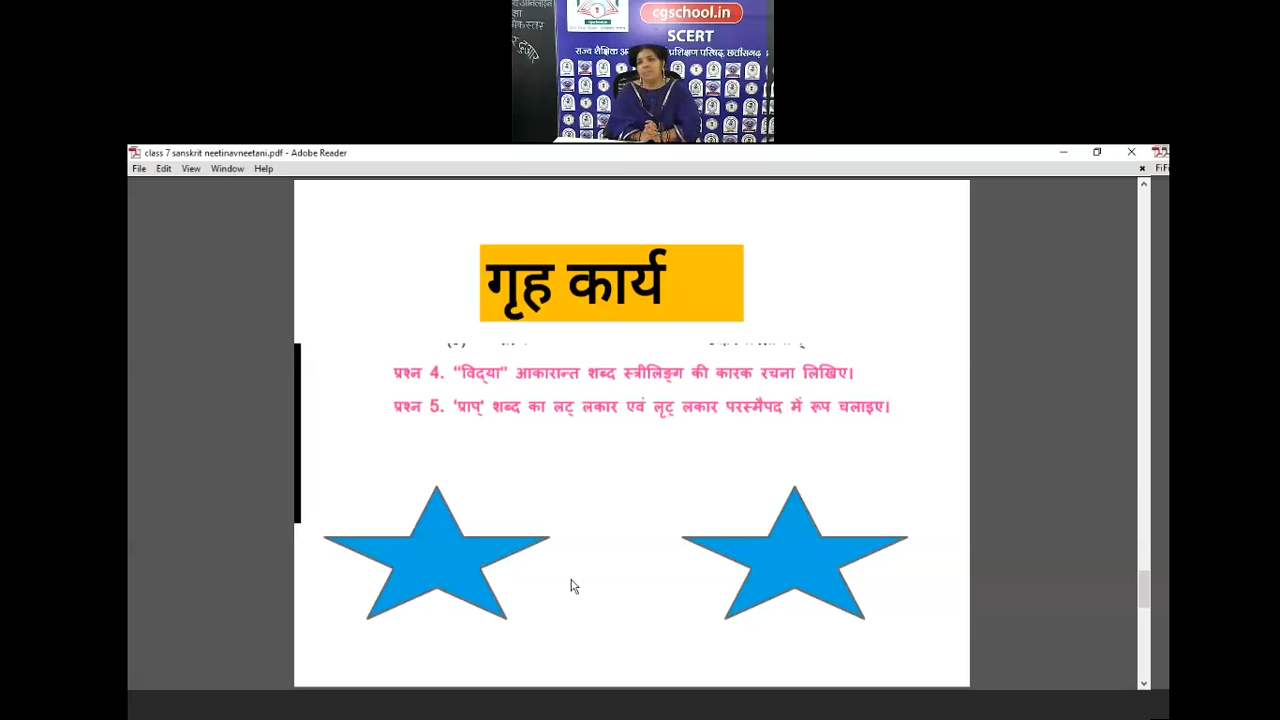 cgschool.in
SCERT
राज्य शैक्षिक अ प्रशिक्षण परिषद, छत्तीसगढ़
class 7 sanskrit neetinavneetani.pdf - Adobe Reader
File Edit View Window Help
गृह कार्य
प्रश्न 4. “विद्या” आकारान्त शब्द स्त्रीलिङ्ग की कारक रचना लिखिए।
प्रश्न 5. ‘प्राप्’ शब्द का लट् लकार एवं लृट् लकार परस्मैपद में रूप चलाइए।